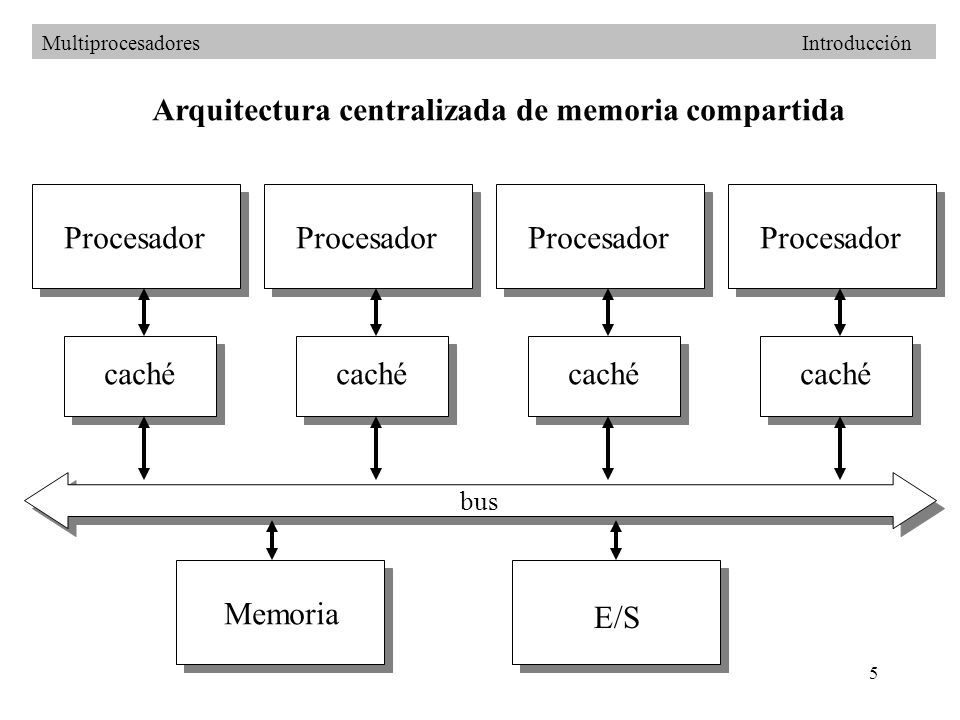 Multiprocesadores Introducción
Arquitectura centralizada de memoria compartida
Procesador Procesador Procesador Procesador
caché caché caché caché
bus
Memoria E/S
5